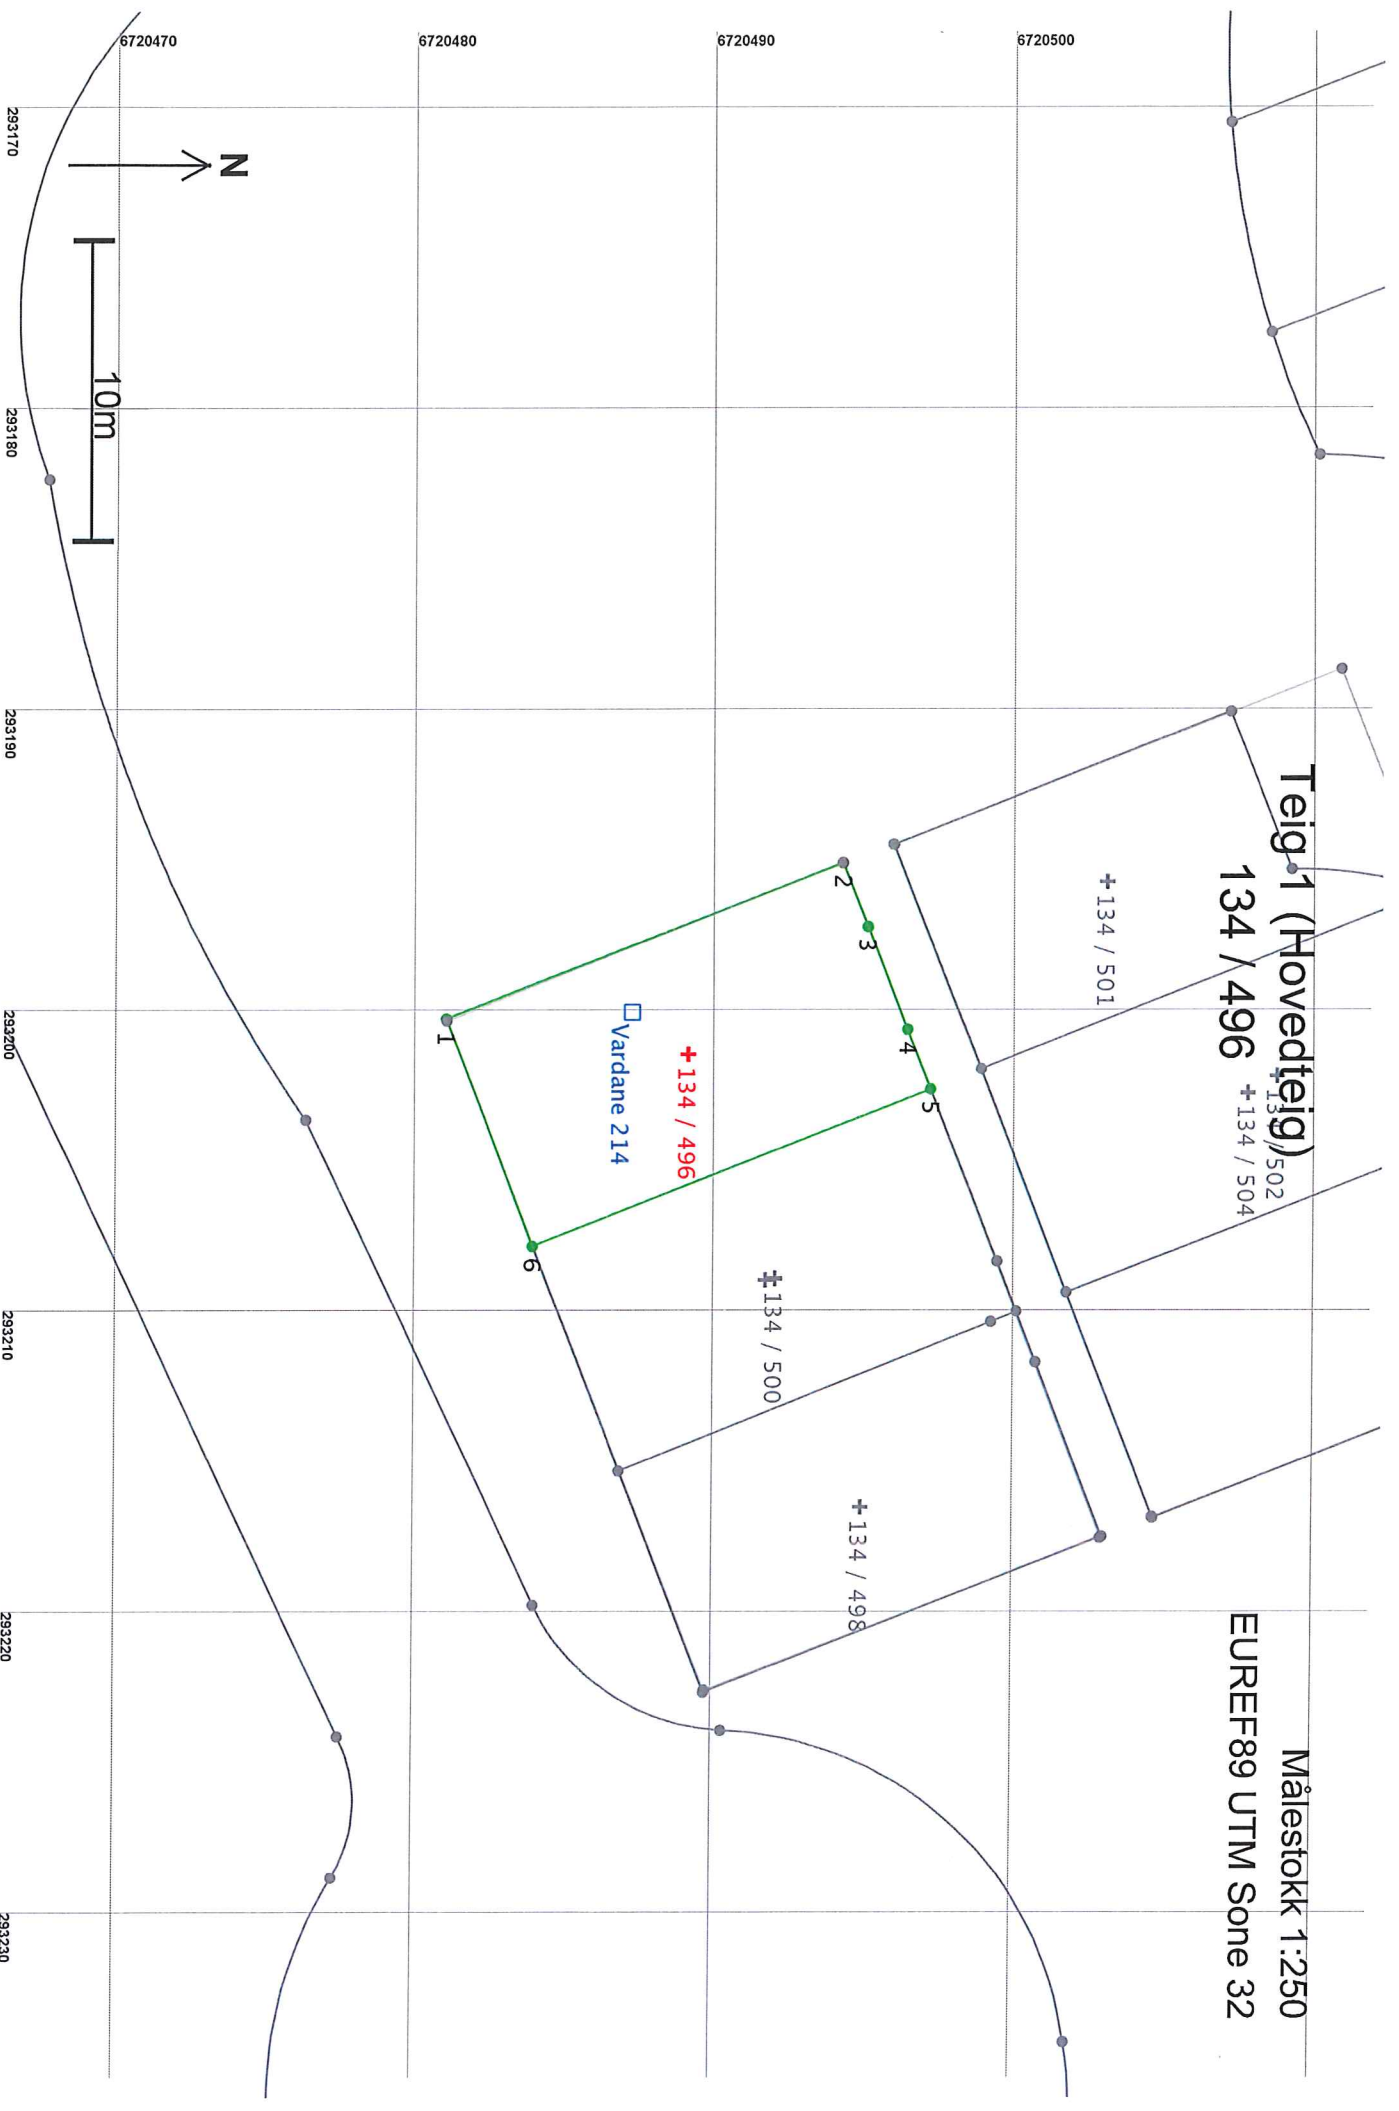 Teig 1 (Hovedteig)
134 / 496
Målestokk 1:250
EUREF89 UTM Sone 32
6720500
6720490
6720480
6720470
N
10m
+134 / 501
+134 / 502
+134 / 504
2
3
4
5
1
6
+134 / 496
Vardane 214
+134 / 500
+134 / 498
293170
293180
293190
293200
293210
293220
293230